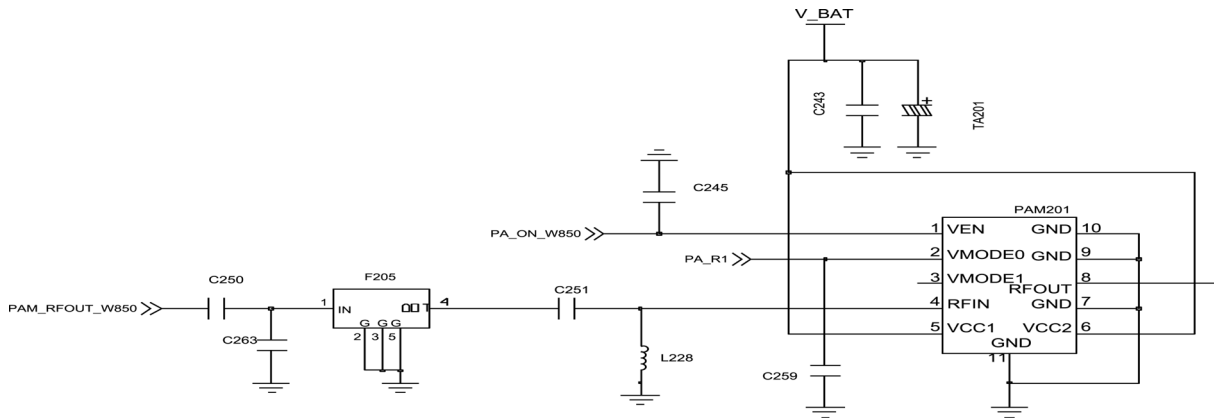 V_BAT
C243
TA201
C245
PAM201
PA_ON_W850
1 VEN GND 10
PA_R1
2 VMODE0 GND 9
3 VMODE1 RFOUT 8
C250
F205
C251
PAM_RFOUT_W850
1 IN OUT 4
4 RFIN GND 7
G G G
2 3 5
C263
5 VCC1 VCC2 6
GND
11
L228
C259